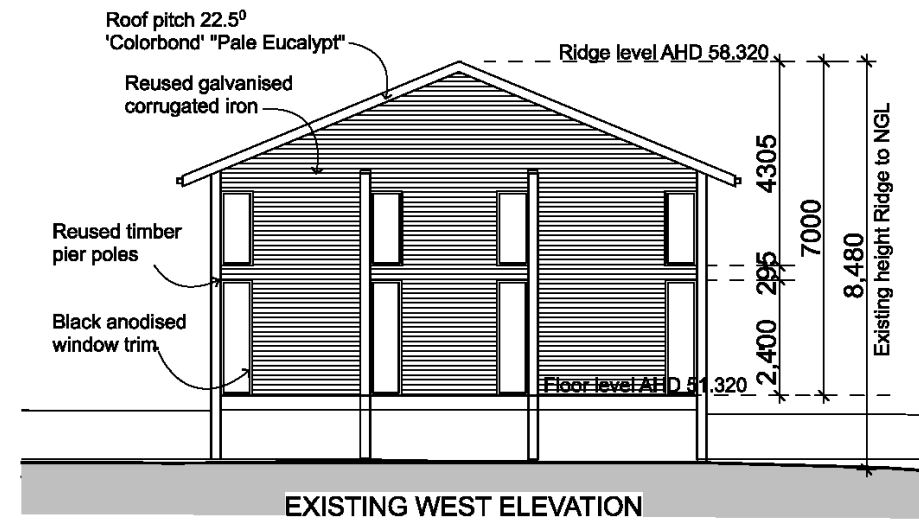 Roof pitch 22.5⁰
'Colorbond' "Pale Eucalypt"
Ridge level AHD 58.320
Reused galvanised
corrugated iron
4305
7000
8,480
Existing height Ridge to NGL
Reused timber
pier poles
295
Black anodised
window trim
2,400
Floor level AHD 51.320
EXISTING WEST ELEVATION